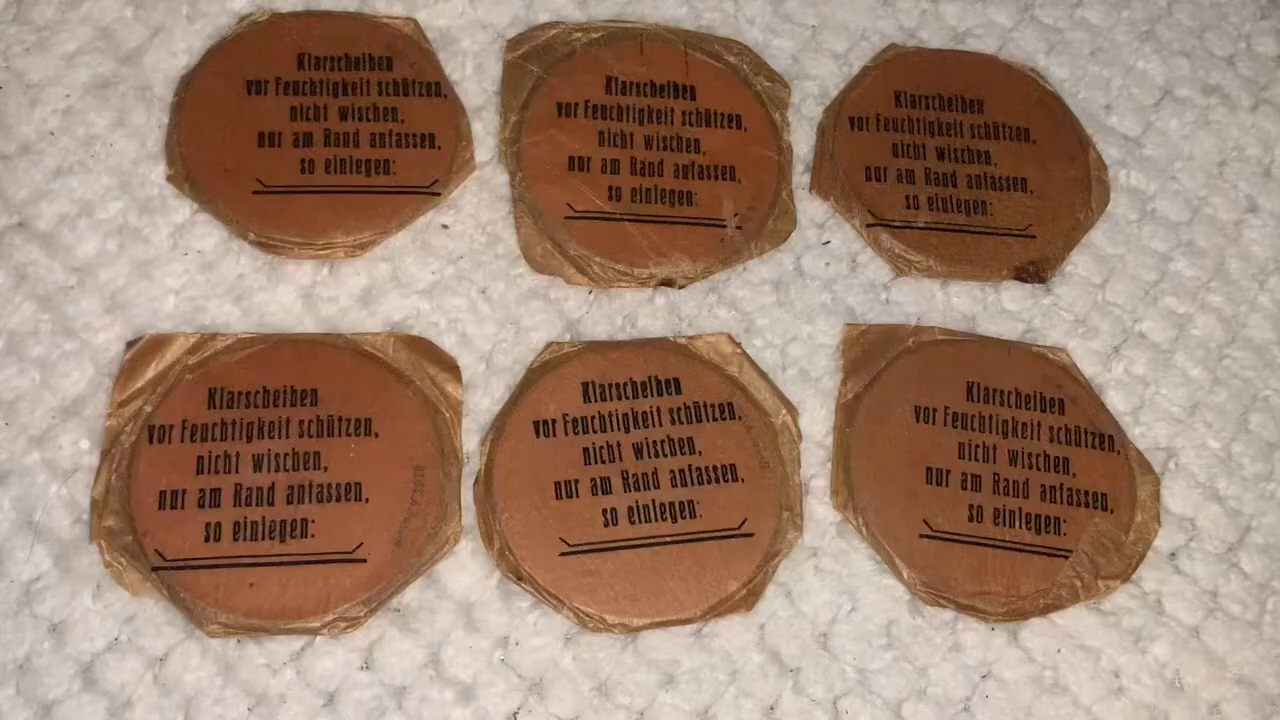 Klarscheiben
vor Feuchtigkeit schützen,
nicht wischen,
nur am Rand anfassen,
so einlegen:
Klarscheiben
vor Feuchtigkeit schützen,
nicht wischen,
nur am Rand anfassen,
so einlegen:
Klarscheiben
vor Feuchtigkeit schützen,
nicht wischen,
nur am Rand anfassen,
so einlegen:
Klarscheiben
vor Feuchtigkeit schützen,
nicht wischen,
nur am Rand anfassen,
so einlegen:
Klarscheiben
vor Feuchtigkeit schützen,
nicht wischen,
nur am Rand anfassen,
so einlegen:
Klarscheiben
vor Feuchtigkeit schützen,
nicht wischen,
nur am Rand anfassen,
so einlegen: